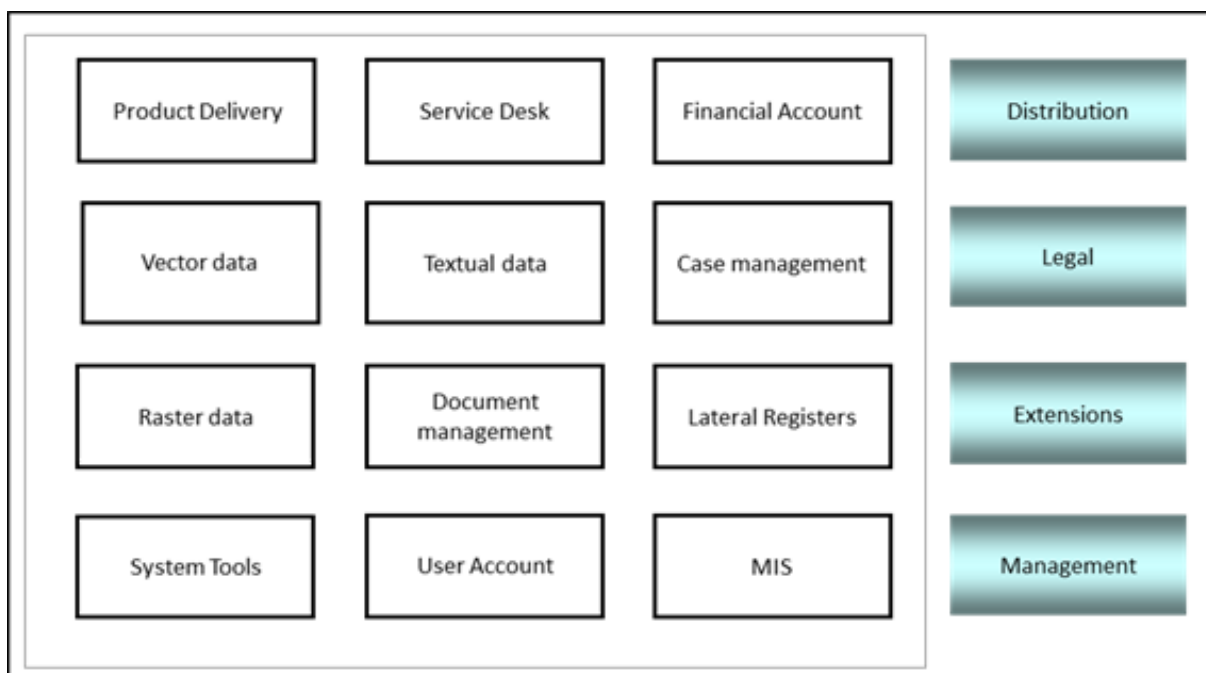 Product Delivery
Service Desk
Financial Account
Distribution
Vector data
Textual data
Case management
Legal
Raster data
Document
management
Lateral Registers
Extensions
System Tools
User Account
MIS
Management